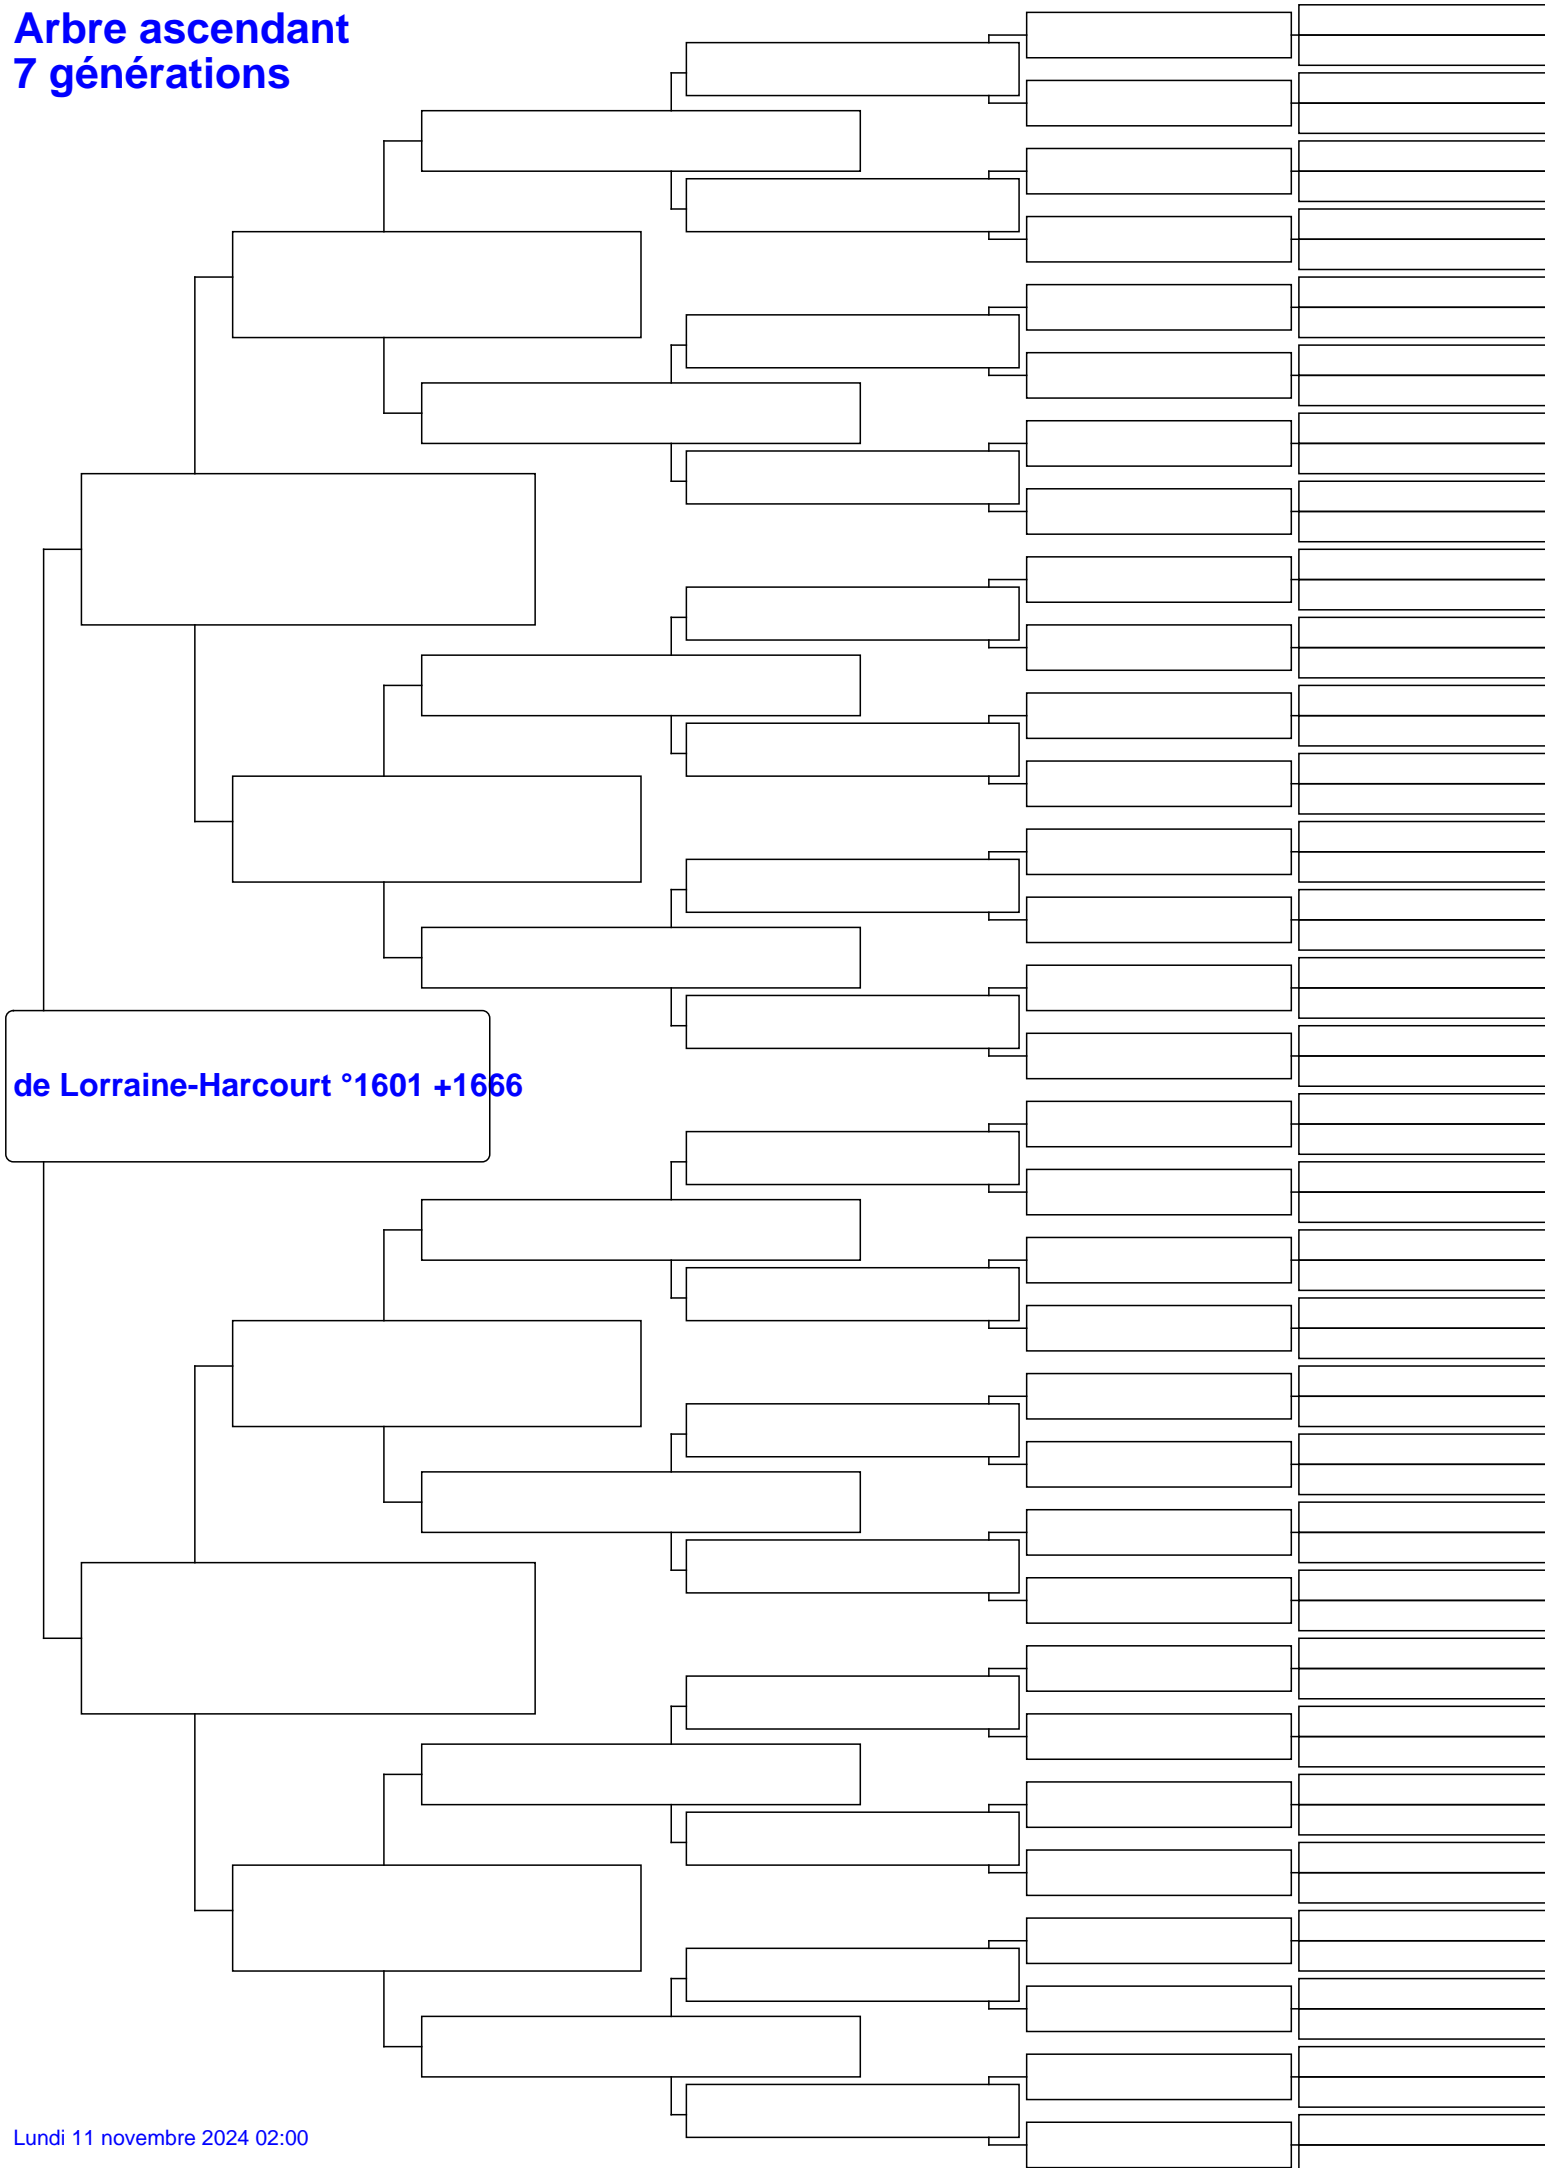 Arbre ascendant
7 générations
de Lorraine-Harcourt °1601 +1666
Lundi 11 novembre 2024 02:00